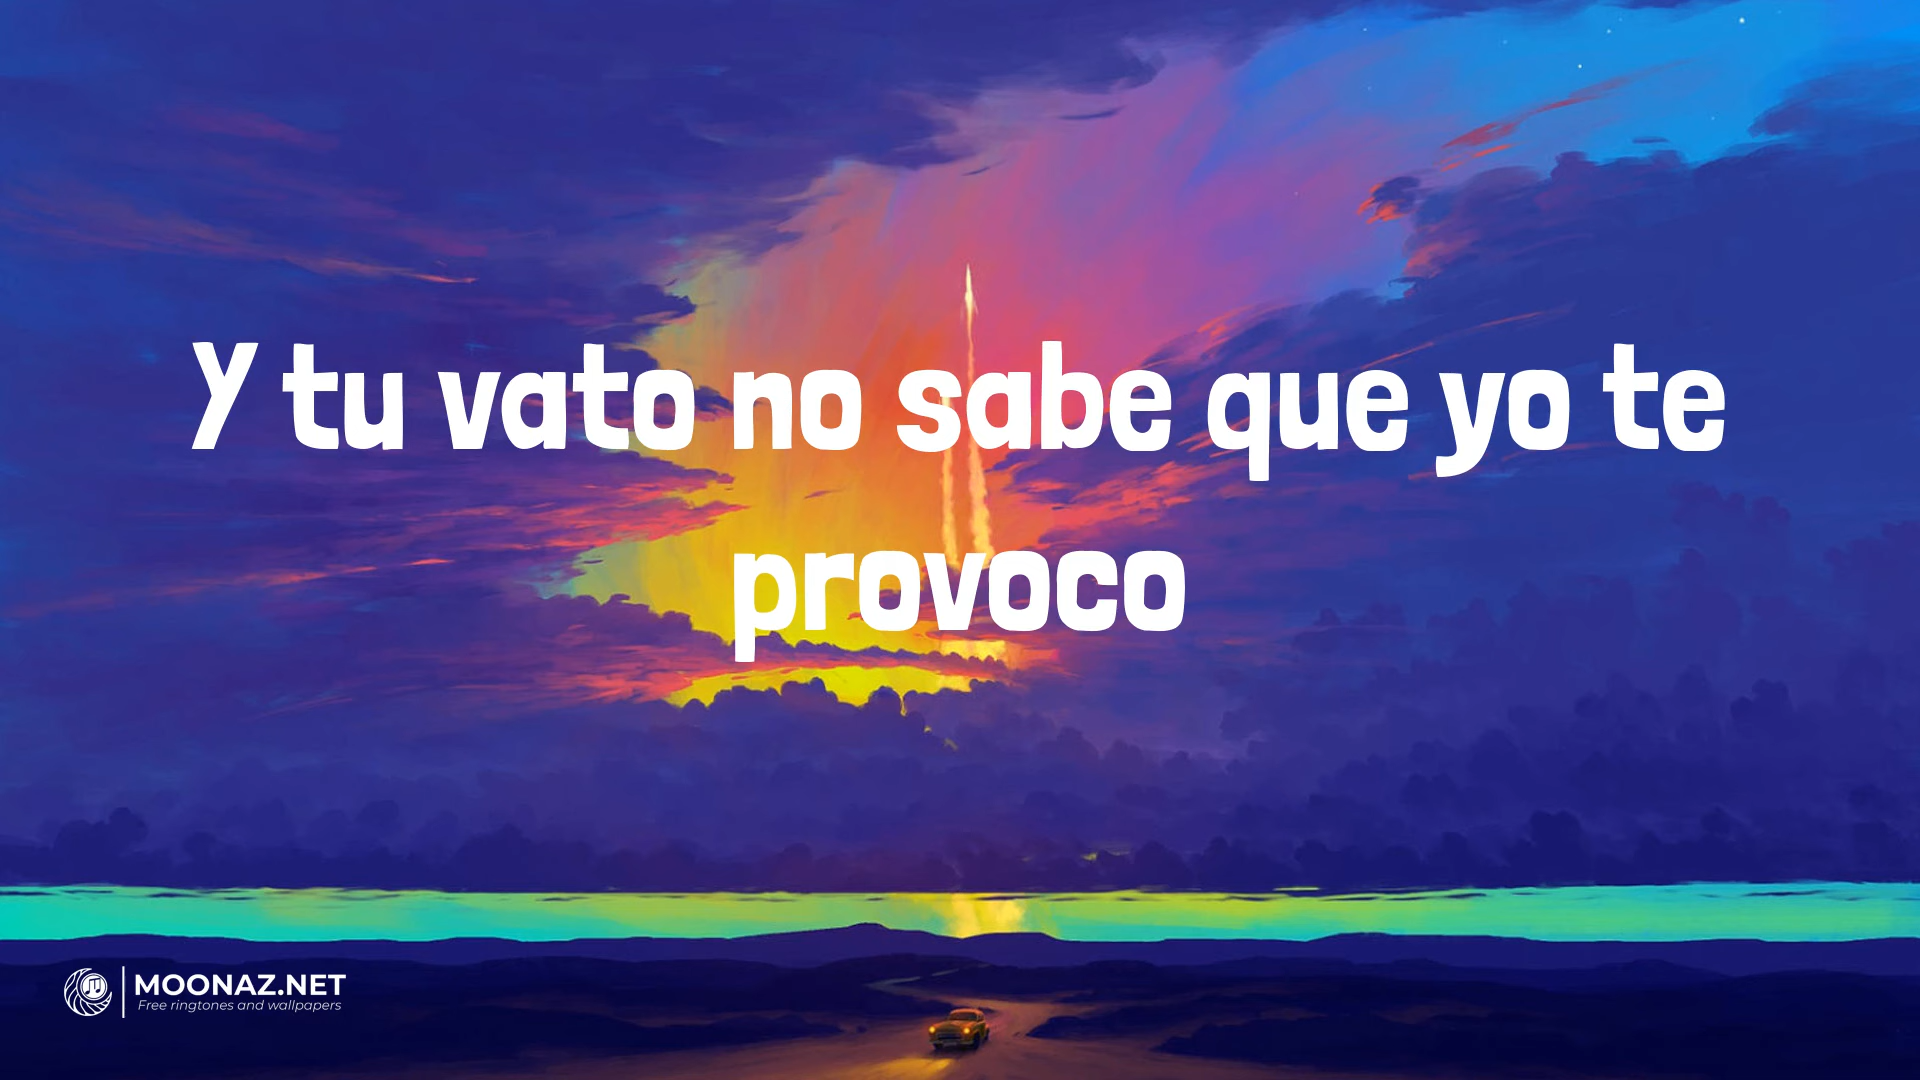 Y tu vato no sabe que yo te
provoco
MOONAZ.NET
Free ringtones and wallpapers